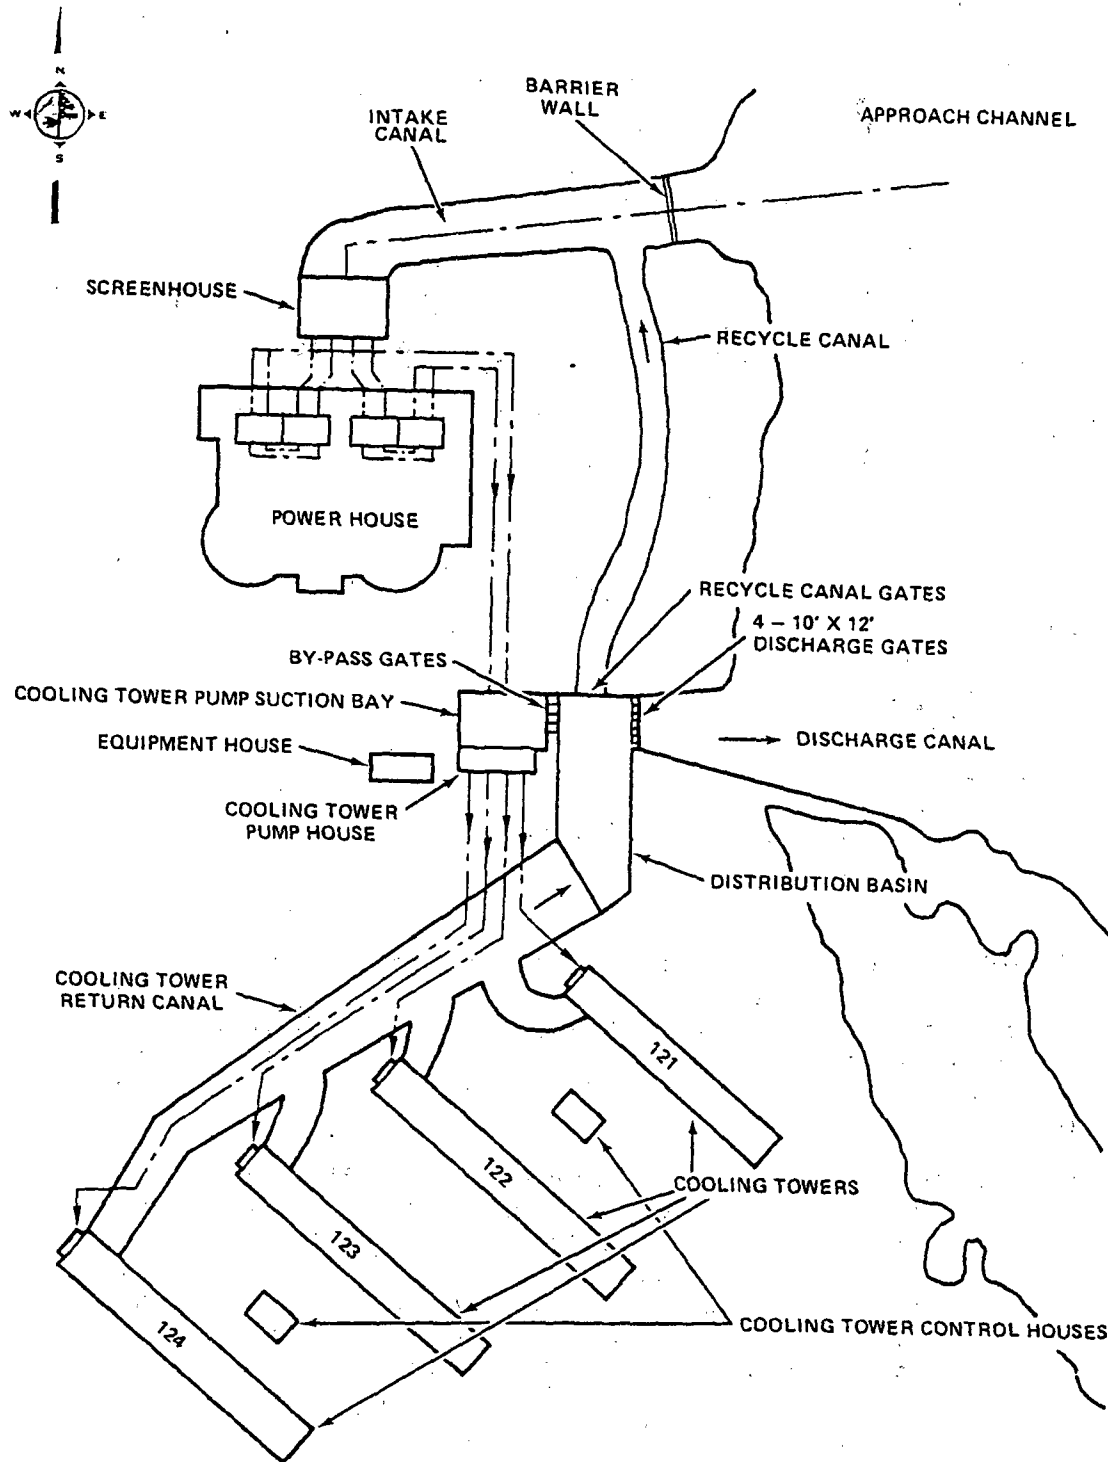 N
W
E
S
BARRIER
WALL
APPROACH CHANNEL
INTAKE
CANAL
SCREENHOUSE
RECYCLE CANAL
POWER HOUSE
RECYCLE CANAL GATES
4 – 10' X 12'
DISCHARGE GATES
BY-PASS GATES
COOLING TOWER PUMP SUCTION BAY
EQUIPMENT HOUSE
DISCHARGE CANAL
COOLING TOWER
PUMP HOUSE
DISTRIBUTION BASIN
COOLING TOWER
RETURN CANAL
121
122
COOLING TOWERS
123
124
COOLING TOWER CONTROL HOUSES